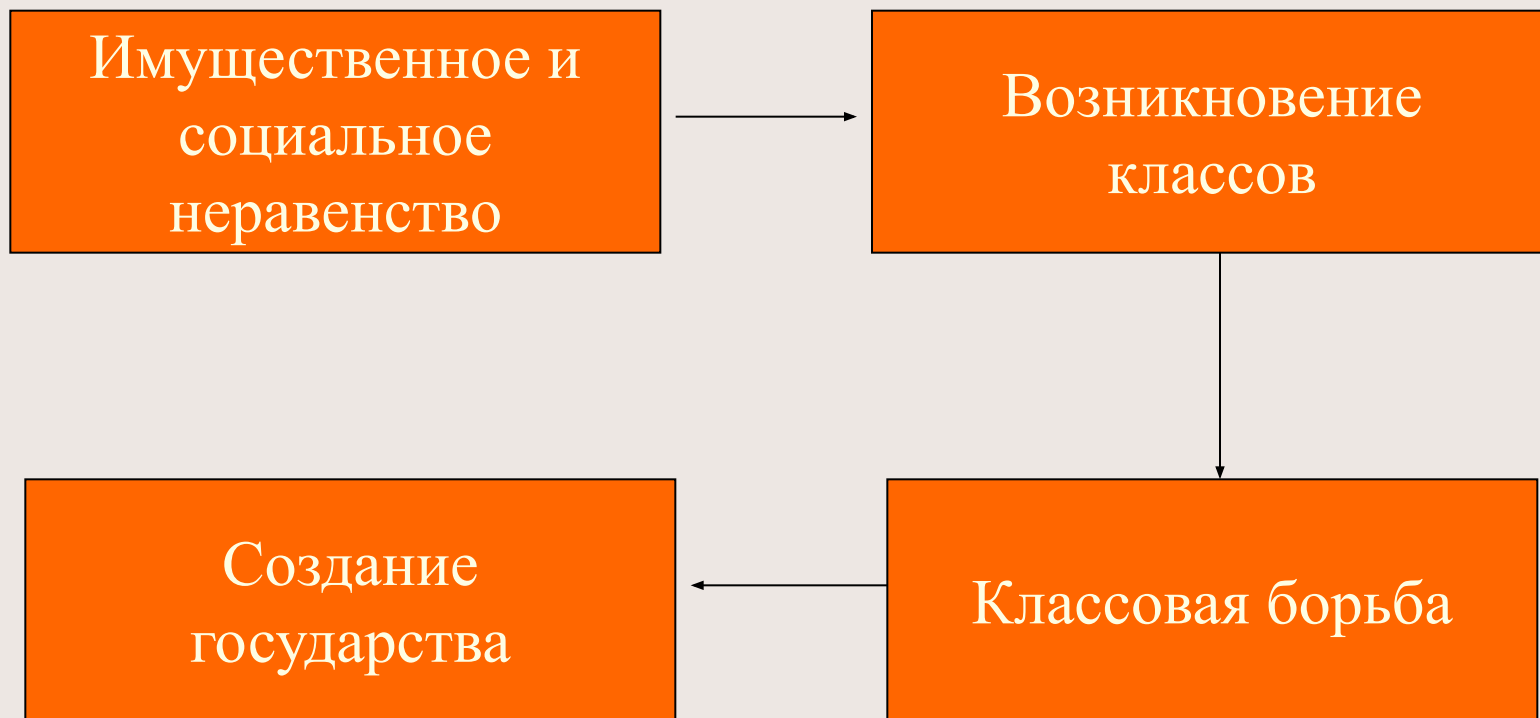 Имущественное и
социальное
неравенство
Возникновение
классов
Классовая борьба
Создание
государства